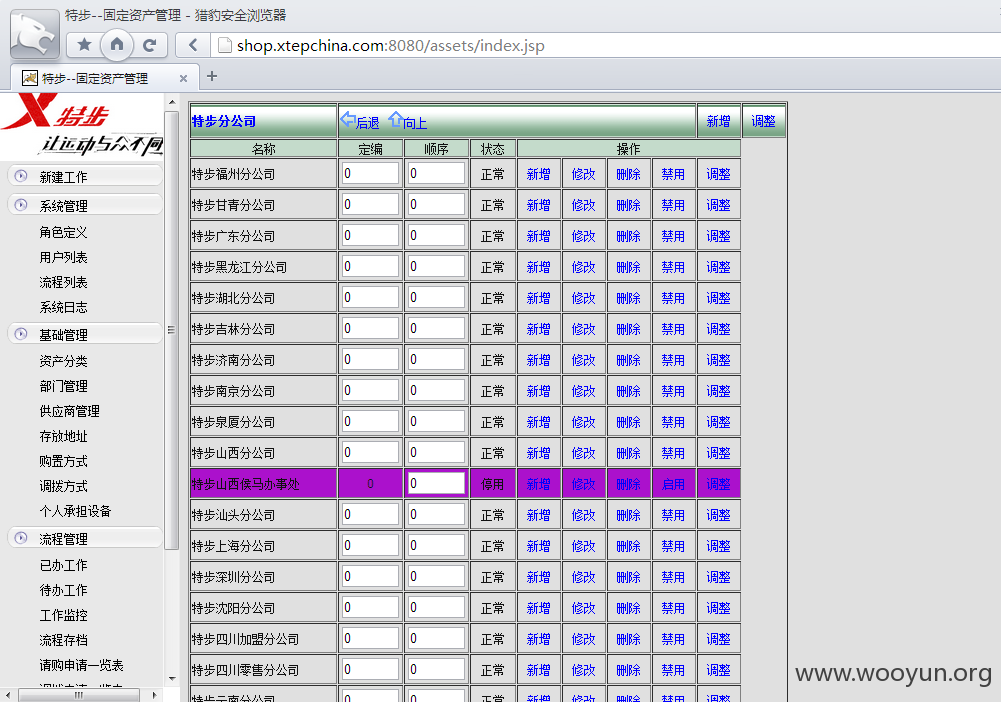 特步--固定资产管理 - 猎豹安全浏览器
shop.xtepchina.com:8080/assets/index.jsp
特步--固定资产管理 × +
X特步
让运动与众不同
新建工作
系统管理
角色定义
用户列表
流程列表
系统日志
基础管理
资产分类
部门管理
供应商管理
存放地址
购置方式
调拨方式
个人承担设备
流程管理
已办工作
待办工作
工作监控
流程存档
请购申请一览表
特步分公司 后退 向上 新增 调整
名称 定编 顺序 状态 操作
特步福州分公司 0 0 正常 新增 修改 删除 禁用 调整
特步甘青分公司 0 0 正常 新增 修改 删除 禁用 调整
特步广东分公司 0 0 正常 新增 修改 删除 禁用 调整
特步黑龙江分公司 0 0 正常 新增 修改 删除 禁用 调整
特步湖北分公司 0 0 正常 新增 修改 删除 禁用 调整
特步吉林分公司 0 0 正常 新增 修改 删除 禁用 调整
特步济南分公司 0 0 正常 新增 修改 删除 禁用 调整
特步南京分公司 0 0 正常 新增 修改 删除 禁用 调整
特步泉厦分公司 0 0 正常 新增 修改 删除 禁用 调整
特步山西分公司 0 0 正常 新增 修改 删除 禁用 调整
特步山西侯马办事处 0 0 停用 新增 修改 删除 启用 调整
特步汕头分公司 0 0 正常 新增 修改 删除 禁用 调整
特步上海分公司 0 0 正常 新增 修改 删除 禁用 调整
特步深圳分公司 0 0 正常 新增 修改 删除 禁用 调整
特步沈阳分公司 0 0 正常 新增 修改 删除 禁用 调整
特步四川加盟分公司 0 0 正常 新增 修改 删除 禁用 调整
特步四川零售分公司 0 0 正常 新增 修改 删除 禁用 调整
特步云南分公司 0 0 正常 新增 修改 删除 禁用 调整
www.wooyun.org